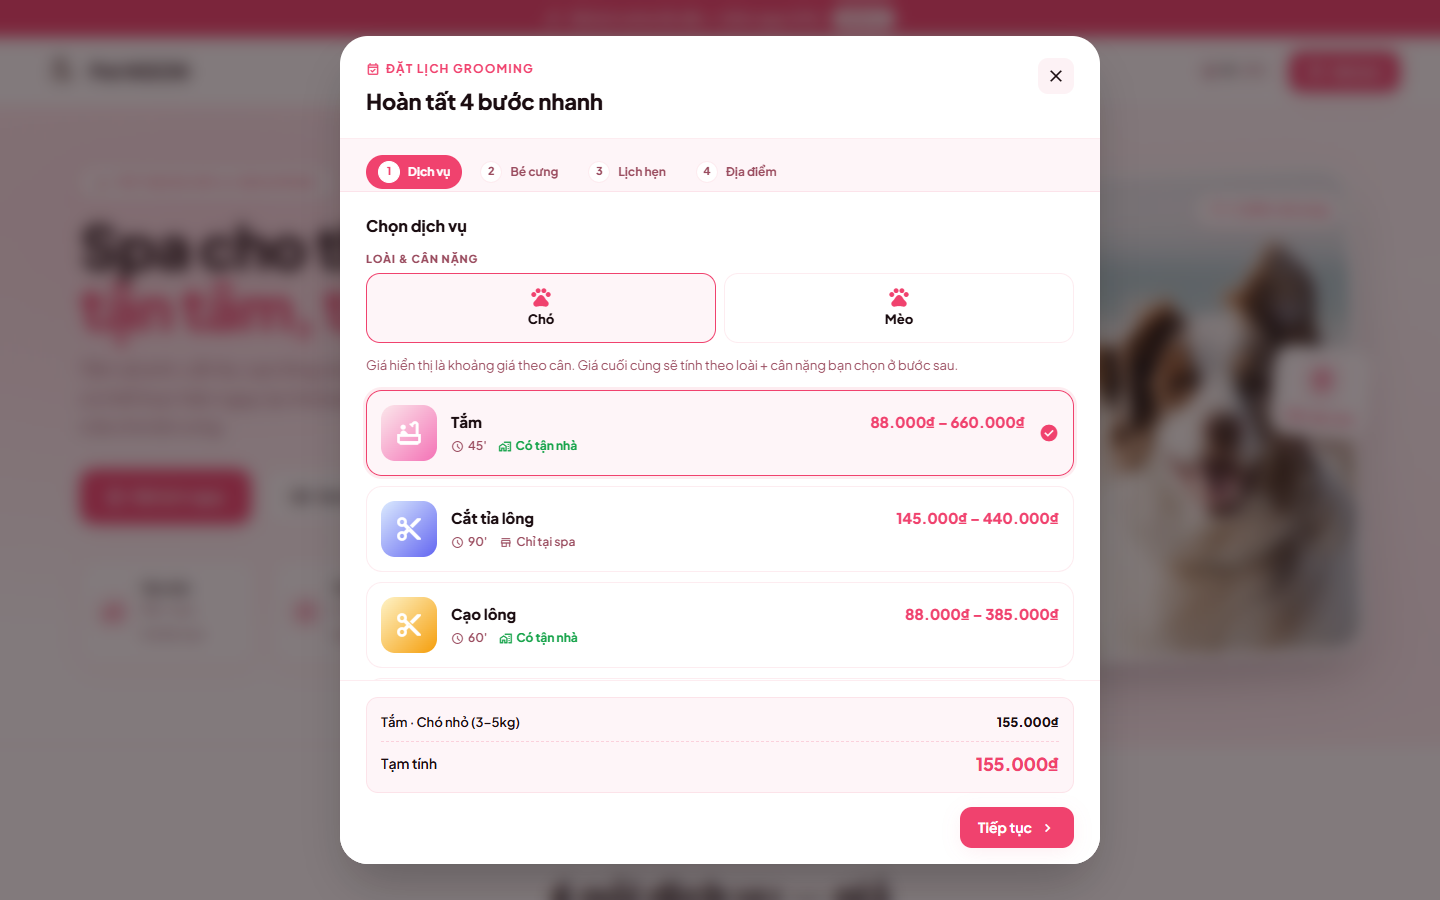 ĐẶT LỊCH GROOMING
Hoàn tất 4 bước nhanh
1 Dịch vụ 2 Bé cưng 3 Lịch hẹn 4 Địa điểm
Chọn dịch vụ
LOÀI & CÂN NẶNG
Chó
Mèo
Giá hiển thị là khoảng giá theo cân. Giá cuối cùng sẽ tính theo loài + cân nặng bạn chọn ở bước sau.
Tắm 88.000₫ – 660.000₫
45' Có tận nhà
Cắt tỉa lông 145.000₫ – 440.000₫
90' Chỉ tại spa
Cạo lông 88.000₫ – 385.000₫
60' Có tận nhà
Tắm · Chó nhỏ (3–5kg) 155.000₫
Tạm tính 155.000₫
Tiếp tục
Spa cho t
tận tâm, t